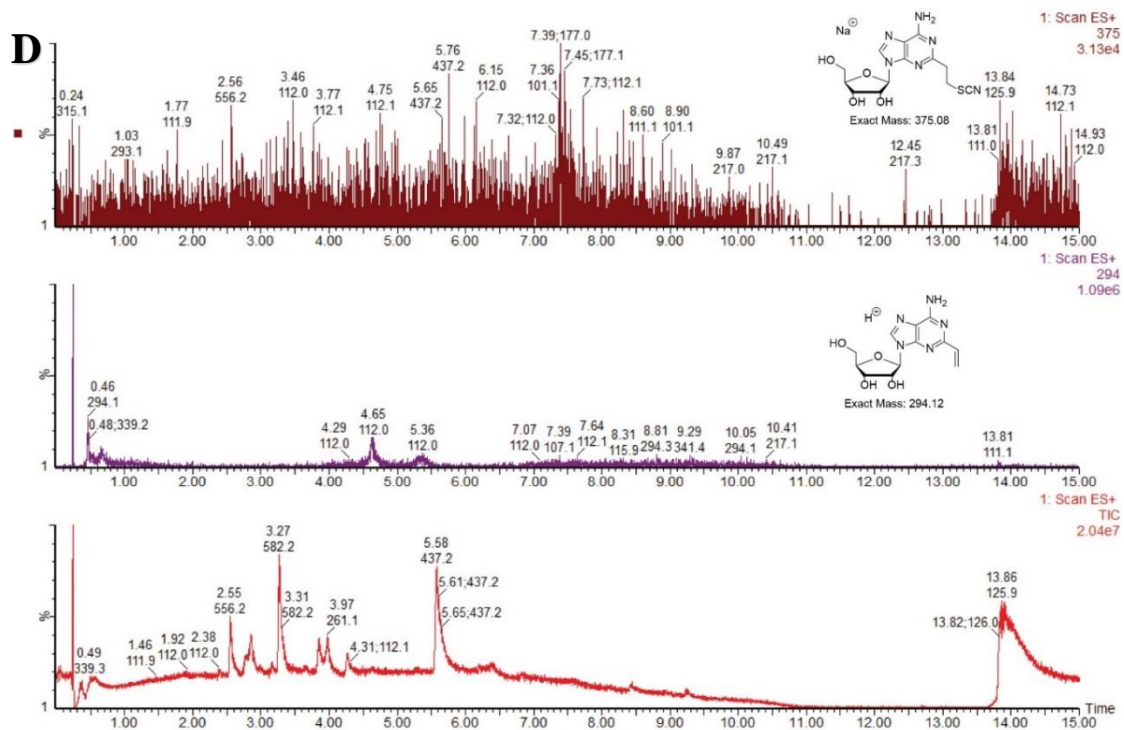 D
1: Scan ES+
375
3.13e4
0.24
315.1
1.03
293.1
1.77
111.9
2.56
556.2
3.46
112.0
3.77
112.1
4.75
112.1
5.65
437.2
5.76
437.2
6.15
112.0
7.32;112.0
7.36
101.1
7.39;177.0
7.45;177.1
7.73;112.1
8.60
111.1
8.90
101.1
9.87
217.0
10.49
217.1
12.45
217.3
13.81
111.0
13.84
125.9
14.73
112.1
14.93
112.0
Na⊕
NH2
N
N
N
N
HO
O
OH
OH
SCN
Exact Mass: 375.08
%
1
1.00 2.00 3.00 4.00 5.00 6.00 7.00 8.00 9.00 10.00 11.00 12.00 13.00 14.00 15.00
1: Scan ES+
294
1.09e6
0.46
294.1
0.48;339.2
4.29
112.0
4.65
112.0
5.36
112.0
7.07
112.0
7.39
107.1
7.64
112.1
8.31
115.9
8.81
294.3
9.29
341.4
10.05
294.1
10.41
217.1
13.81
111.1
H⊕
NH2
N
N
N
N
HO
O
OH
OH
Exact Mass: 294.12
%
1
1.00 2.00 3.00 4.00 5.00 6.00 7.00 8.00 9.00 10.00 11.00 12.00 13.00 14.00 15.00
1: Scan ES+
TIC
2.04e7
0.49
339.3
1.46
111.9
1.92
112.0
2.38
112.0
2.55
556.2
3.27
582.2
3.31
582.2
3.97
261.1
4.31;112.1
5.58
437.2
5.61;437.2
5.65;437.2
13.82;126.0
13.86
125.9
%
1
1.00 2.00 3.00 4.00 5.00 6.00 7.00 8.00 9.00 10.00 11.00 12.00 13.00 14.00 15.00
Time